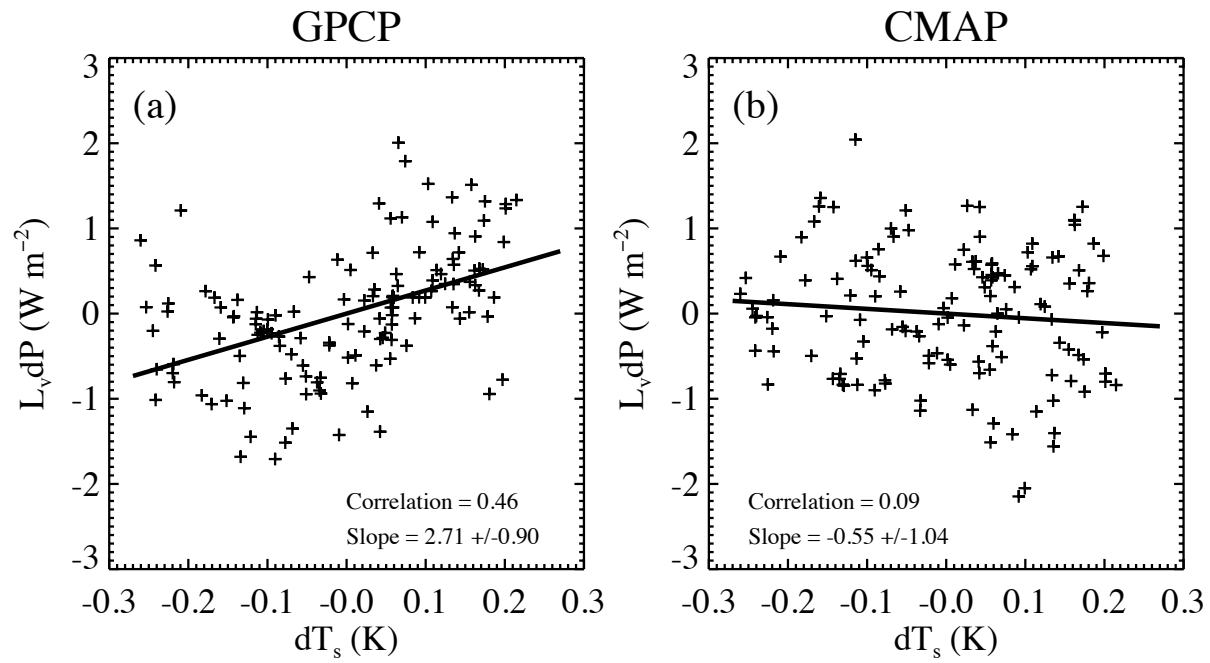 GPCP
CMAP
(a)
(b)
3
2
1
0
-1
-2
-3
L_v dP (W m^−2)
-0.3 -0.2 -0.1 -0.0 0.1 0.2 0.3
dT_s (K)
Correlation = 0.46
Slope = 2.71 +/-0.90
3
2
1
0
-1
-2
-3
L_v dP (W m^−2)
-0.3 -0.2 -0.1 -0.0 0.1 0.2 0.3
dT_s (K)
Correlation = 0.09
Slope = -0.55 +/-1.04